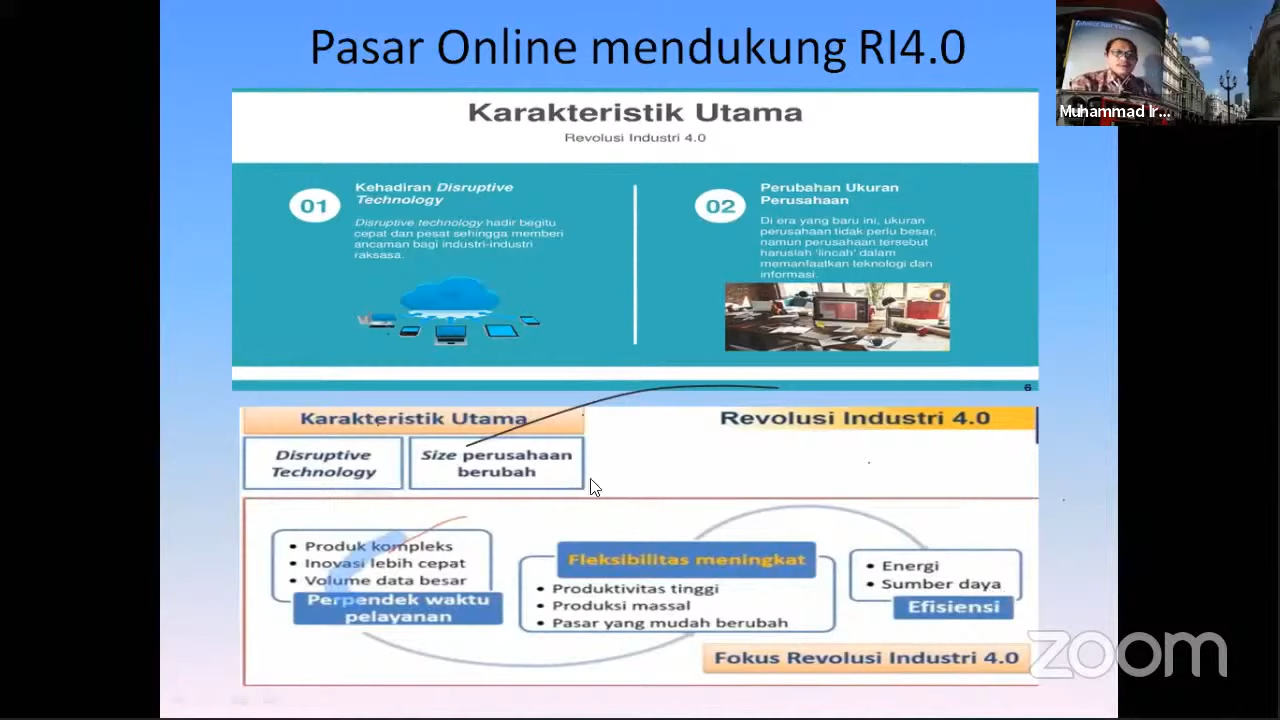 Pasar Online mendukung RI4.0
Muhammad Ir...
Karakteristik Utama
Revolusi Industri 4.0
01
Kehadiran Disruptive
Technology
Disruptive technology hadir begitu
cepat dan pesat sehingga memberi
ancaman bagi industri-industri
raksasa.
02
Perubahan Ukuran
Perusahaan
Di era yang baru ini, ukuran
perusahaan tidak perlu besar,
namun perusahaan tersebut
haruslah 'lincah' dalam
memanfaatkan teknologi dan
informasi.
6
Karakteristik Utama
Revolusi Industri 4.0
Disruptive
Technology
Size perusahaan
berubah
• Produk kompleks
• Inovasi lebih cepat
• Volume data besar
Perpendek waktu
pelayanan
Fleksibilitas meningkat
• Produktivitas tinggi
• Produksi massal
• Pasar yang mudah berubah
• Energi
• Sumber daya
Efisiensi
Fokus Revolusi Industri 4.0
zoom